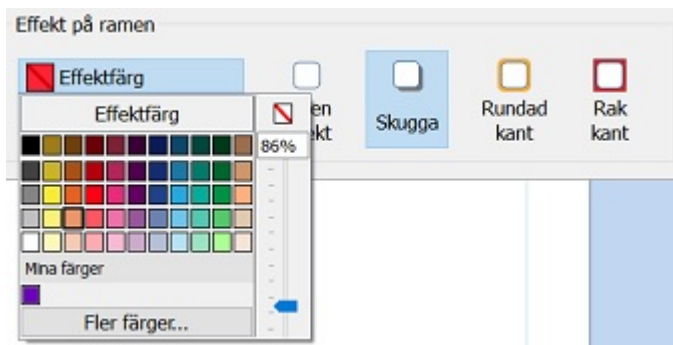 Effekt på ramen
Effektfärg
Skugga
Rundad
kant
Rak
kant
Effektfärg
86%
Mina färger
Fler färger...